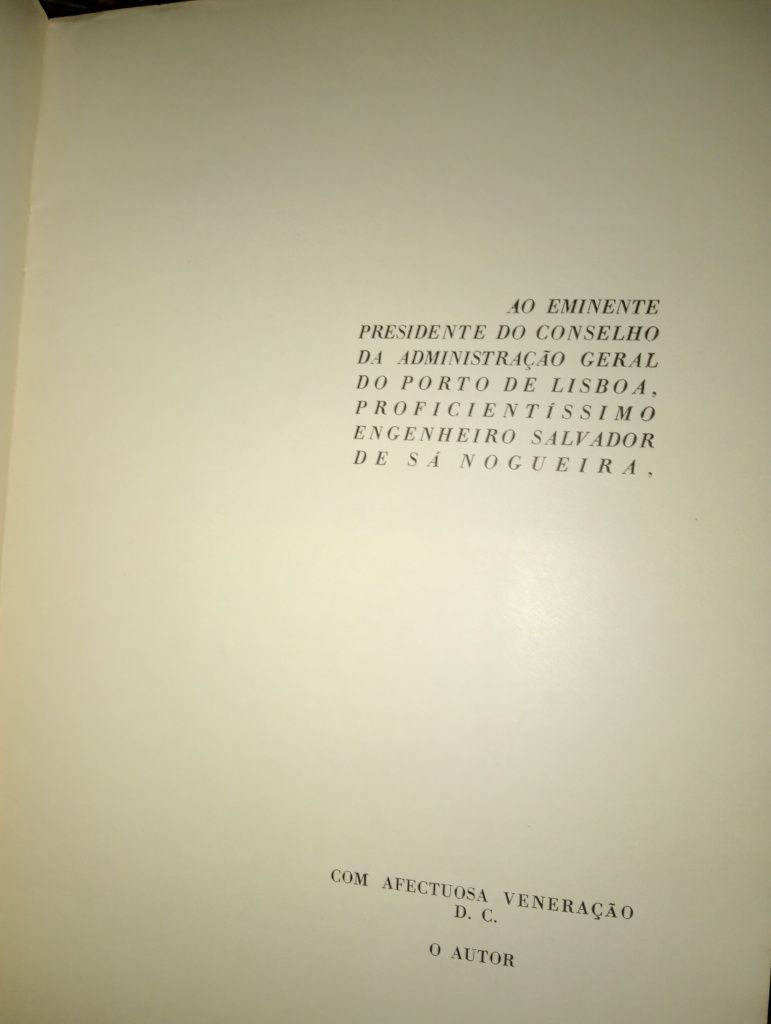 AO EMINENTE
PRESIDENTE DO CONSELHO
DA ADMINISTRAÇÃO GERAL
DO PORTO DE LISBOA,
PROFICIENTÍSSIMO
ENGENHEIRO SALVADOR
DE SÁ NOGUEIRA,
COM AFECTUOSA VENERAÇÃO
D. C.
O AUTOR